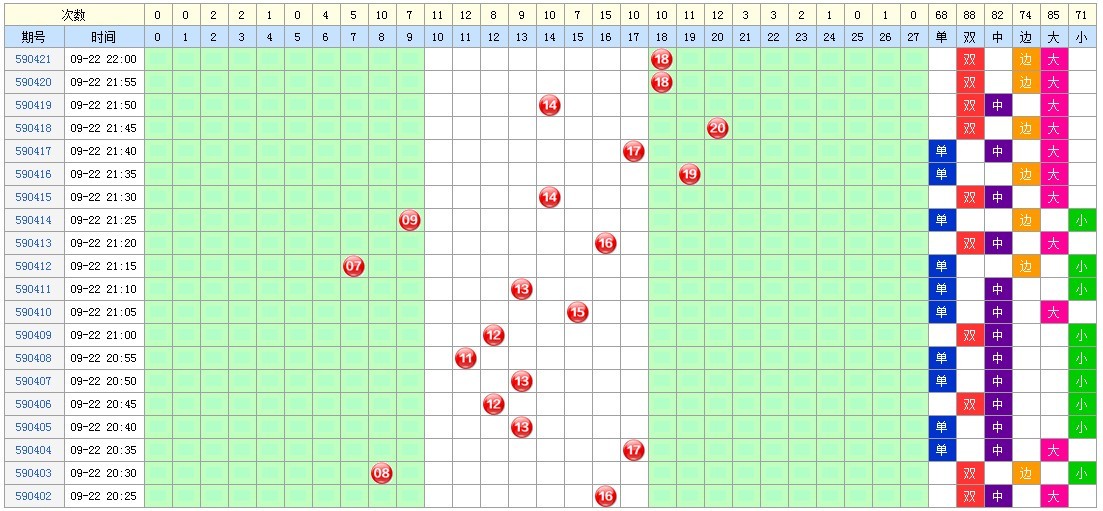 次数 0 0 2 2 1 0 4 5 10 7 11 12 8 9 10 7 15 10 10 11 12 3 3 2 1 0 1 0 68 88 82 74 85 71
期号 时间 0 1 2 3 4 5 6 7 8 9 10 11 12 13 14 15 16 17 18 19 20 21 22 23 24 25 26 27 单 双 中 边 大 小
590421 09-22 22:00 18 双 边 大
590420 09-22 21:55 18 双 边 大
590419 09-22 21:50 14 双 中 大
590418 09-22 21:45 20 双 边 大
590417 09-22 21:40 17 单 中 大
590416 09-22 21:35 19 单 边 大
590415 09-22 21:30 14 双 中 大
590414 09-22 21:25 09 单 边 小
590413 09-22 21:20 16 双 中 大
590412 09-22 21:15 07 单 边 小
590411 09-22 21:10 13 单 中 小
590410 09-22 21:05 15 单 中 大
590409 09-22 21:00 12 双 中 小
590408 09-22 20:55 11 单 中 小
590407 09-22 20:50 13 单 中 小
590406 09-22 20:45 12 双 中 小
590405 09-22 20:40 13 单 中 小
590404 09-22 20:35 17 单 中 大
590403 09-22 20:30 08 双 边 小
590402 09-22 20:25 16 双 中 大